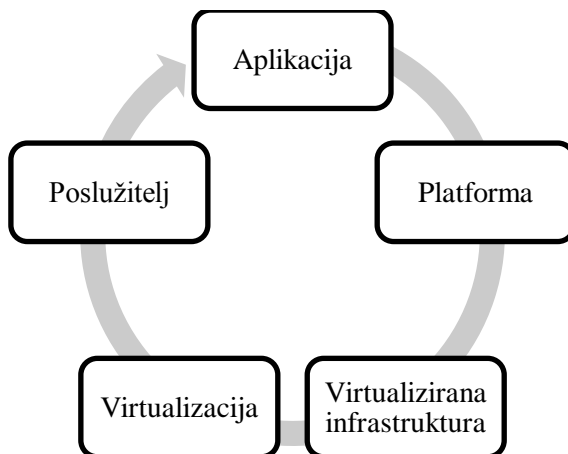 Aplikacija
Platforma
Virtualizirana
infrastruktura
Virtualizacija
Poslužitelj